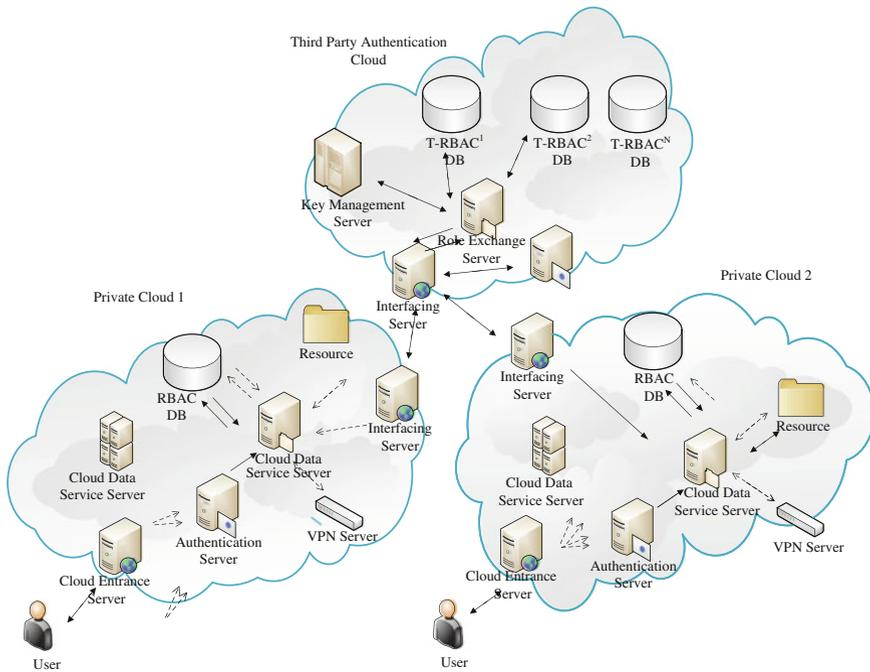 Third Party Authentication
Cloud
T-RBAC¹
DB
T-RBAC²
DB
T-RBACᴺ
DB
Key Management
Server
Role Exchange
Server
Interfacing
Server
Private Cloud 1
Resource
RBAC
DB
Interfacing
Server
Cloud Data
Service Server
Cloud Data
Service Server
Authentication
Server
VPN Server
Cloud Entrance
Server
User
Private Cloud 2
Interfacing
Server
RBAC
DB
Resource
Cloud Data
Service Server
Cloud Data
Service Server
VPN Server
Authentication
Server
Cloud Entrance
Server
User